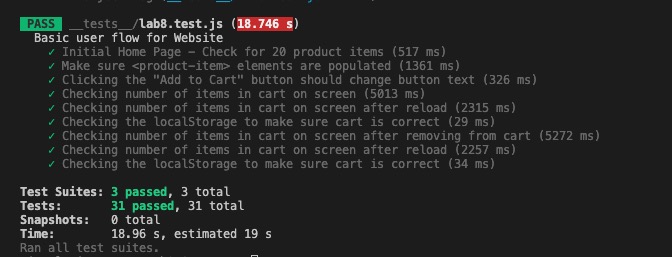 PASS __tests__/lab8.test.js (18.746 s)
Basic user flow for Website
✓ Initial Home Page – Check for 20 product items (517 ms)
✓ Make sure <product-item> elements are populated (1361 ms)
✓ Clicking the "Add to Cart" button should change button text (326 ms)
✓ Checking number of items in cart on screen (5013 ms)
✓ Checking number of items in cart on screen after reload (2315 ms)
✓ Checking the localStorage to make sure cart is correct (29 ms)
✓ Checking number of items in cart on screen after removing from cart (5272 ms)
✓ Checking number of items in cart on screen after reload (2257 ms)
✓ Checking the localStorage to make sure cart is correct (34 ms)
Test Suites: 3 passed, 3 total
Tests: 31 passed, 31 total
Snapshots: 0 total
Time: 18.96 s, estimated 19 s
Ran all test suites.